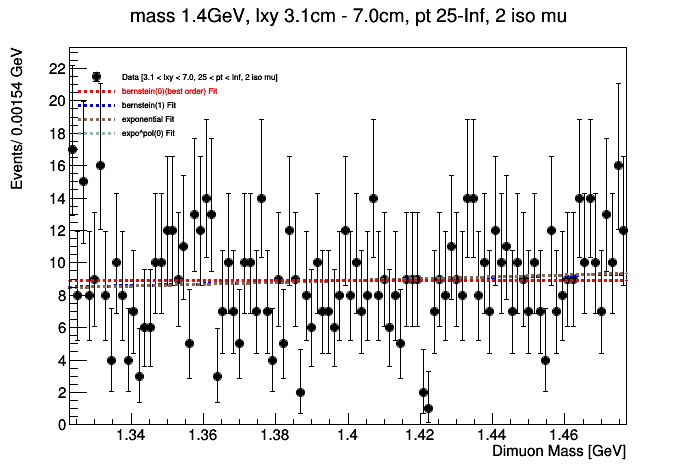 mass 1.4GeV, lxy 3.1cm - 7.0cm, pt 25-Inf, 2 iso mu
Events/ 0.00154 GeV
Data [3.1 < lxy < 7.0, 25 < pt < Inf, 2 iso mu]
bernstein(0)(best order) Fit
bernstein(1) Fit
exponential Fit
expo*pol(0) Fit
22
20
18
16
14
12
10
8
6
4
2
0
1.34
1.36
1.38
1.4
1.42
1.44
1.46
Dimuon Mass [GeV]